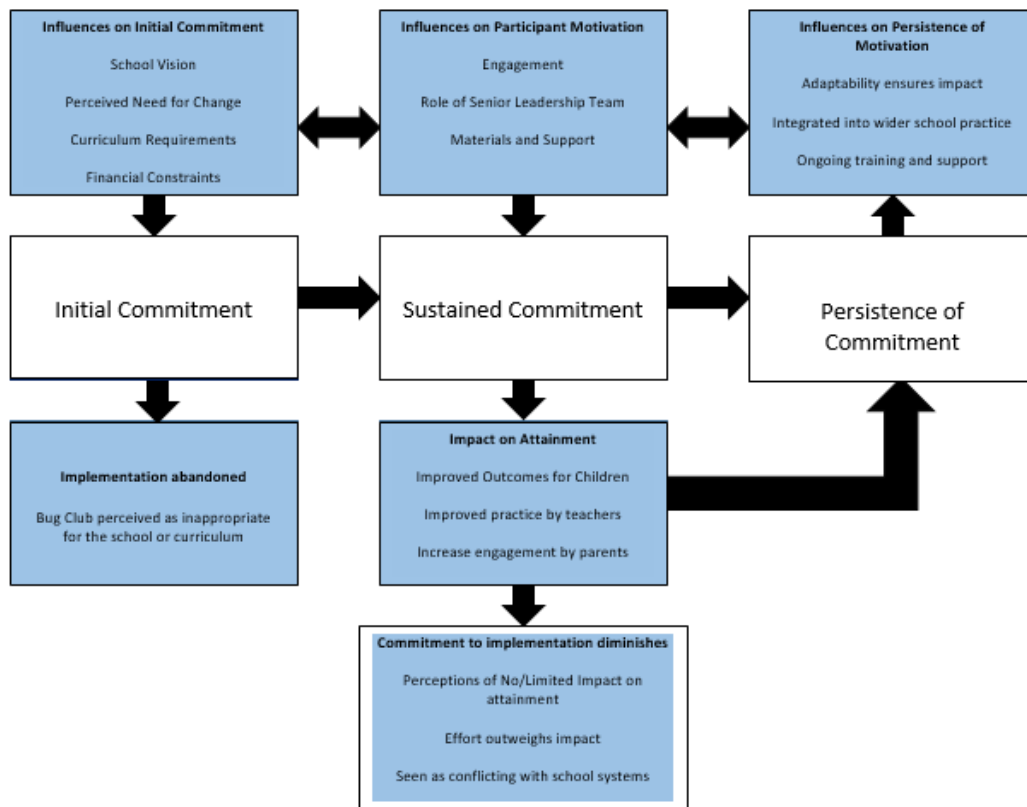 Influences on Initial Commitment
School Vision
Perceived Need for Change
Curriculum Requirements
Financial Constraints
Influences on Participant Motivation
Engagement
Role of Senior Leadership Team
Materials and Support
Influences on Persistence of
Motivation
Adaptability ensures impact
Integrated into wider school practice
Ongoing training and support
Initial Commitment
Sustained Commitment
Persistence of
Commitment
Implementation abandoned
Bug Club perceived as inappropriate
for the school or curriculum
Impact on Attainment
Improved Outcomes for Children
Improved practice by teachers
Increase engagement by parents
Commitment to implementation diminishes
Perceptions of No/Limited Impact on
attainment
Effort outweighs impact
Seen as conflicting with school systems